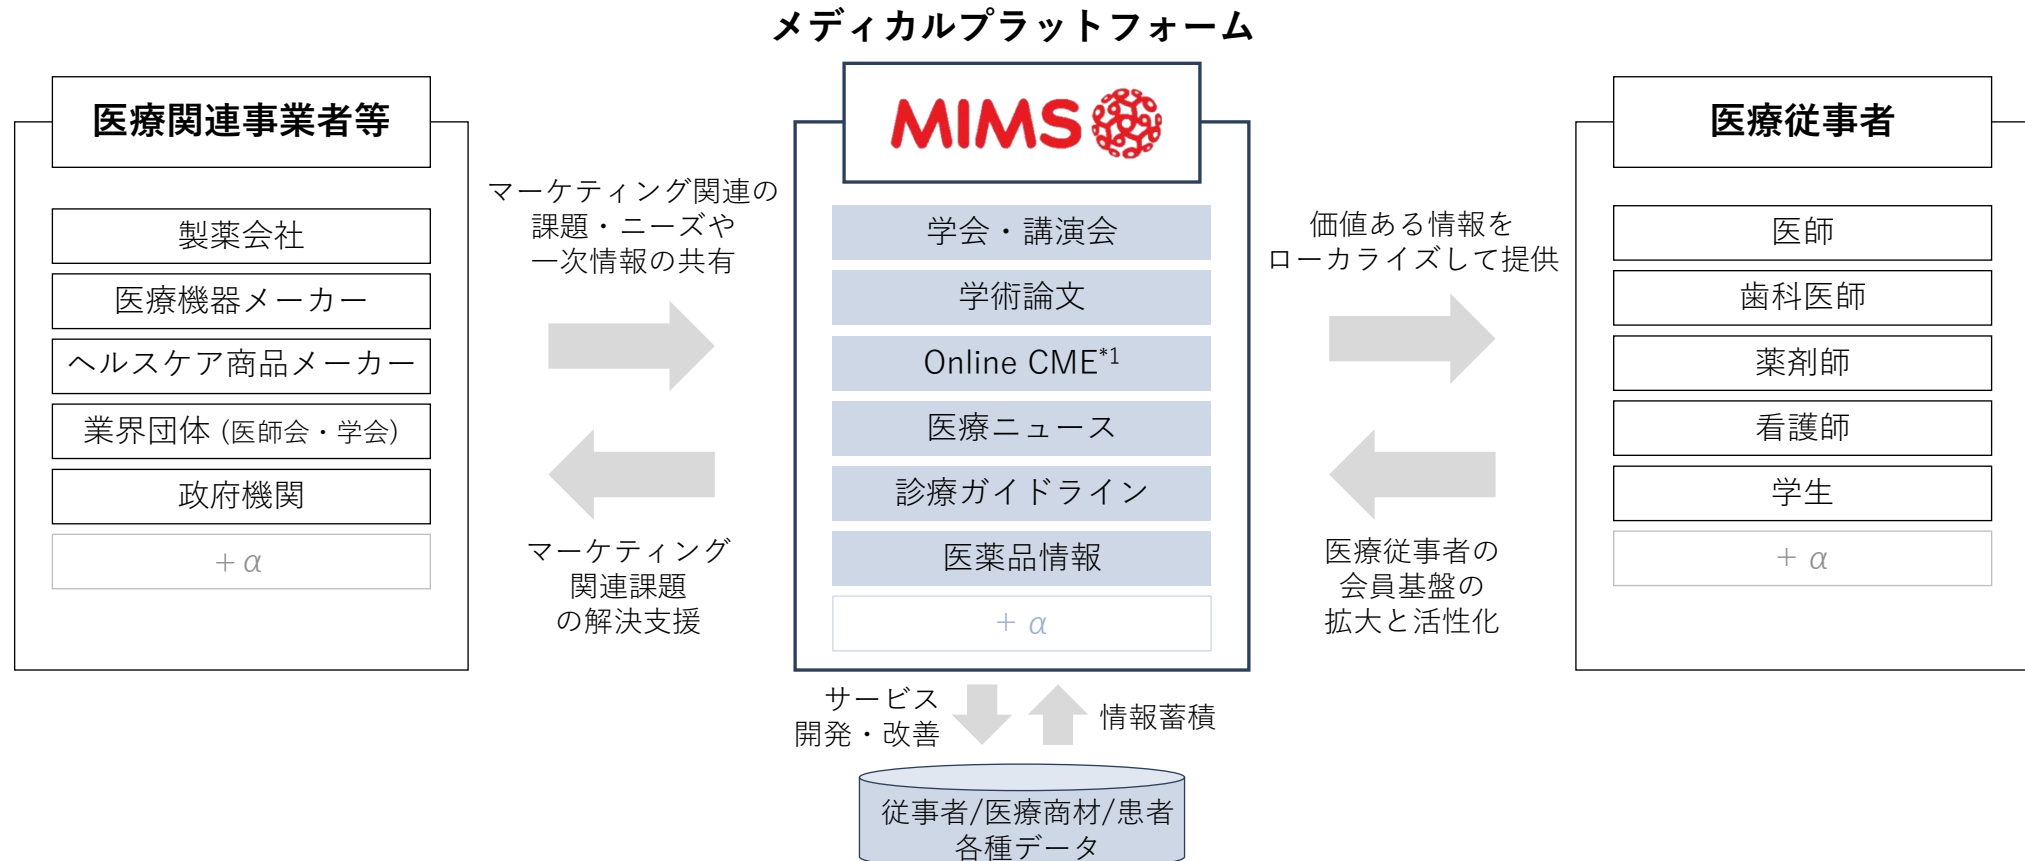 メディカルプラットフォーム
医療関連事業者等
製薬会社
医療機器メーカー
ヘルスケア商品メーカー
業界団体 (医師会・学会)
政府機関
+ α
マーケティング関連の
課題・ニーズや
一次情報の共有
マーケティング
関連課題
の解決支援
MIMS
学会・講演会
学術論文
Online CME*1
医療ニュース
診療ガイドライン
医薬品情報
+ α
価値ある情報を
ローカライズして提供
医療従事者の
会員基盤の
拡大と活性化
医療従事者
医師
歯科医師
薬剤師
看護師
学生
+ α
サービス
開発・改善
情報蓄積
従事者/医療商材/患者
各種データ